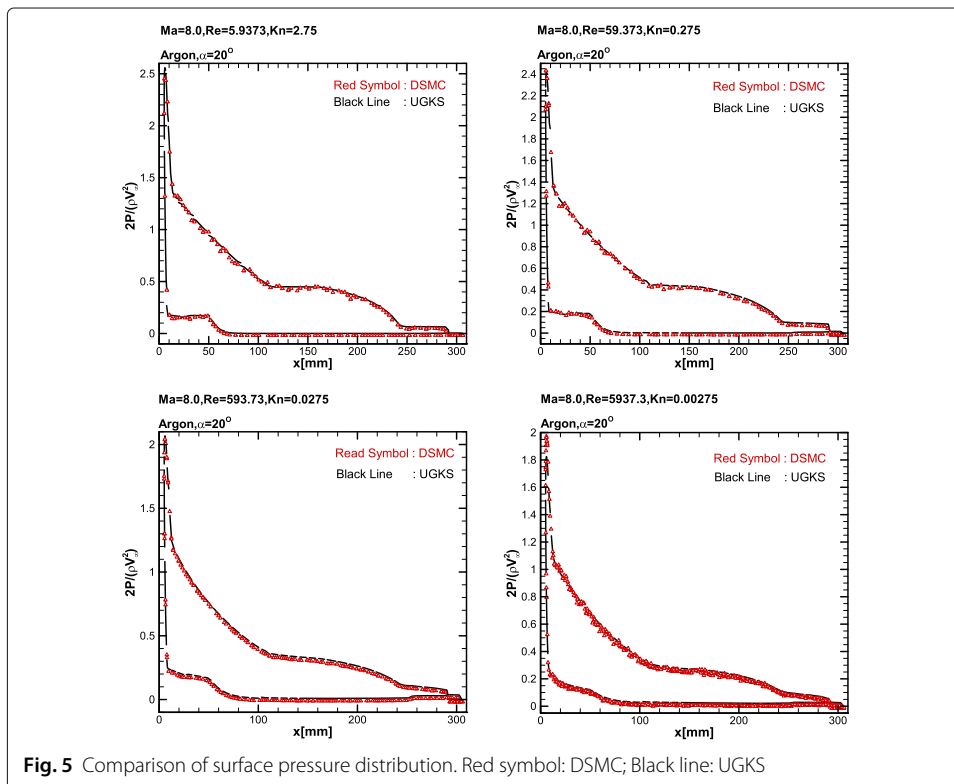 Ma=8.0,Re=5.9373,Kn=2.75
Argon,α=20°
Red Symbol : DSMC
Black Line : UGKS
2.5
2
1.5
1
0.5
0
2P/(ρV²∞)
0 50 100 150 200 250 300
x[mm]
Ma=8.0,Re=59.373,Kn=0.275
Argon,α=20°
Red Symbol : DSMC
Black Line : UGKS
2.4
2.2
2
1.8
1.6
1.4
1.2
1
0.8
0.6
0.4
0.2
0
2P/(ρV²∞)
0 50 100 150 200 250 300
x[mm]
Ma=8.0,Re=593.73,Kn=0.0275
Argon,α=20°
Read Symbol : DSMC
Black Line : UGKS
2
1.5
1
0.5
0
2P/(ρV²∞)
0 100 200 300
x[mm]
Ma=8.0,Re=5937.3,Kn=0.00275
Argon,α=20°
Red Symbol : DSMC
Black Line : UGKS
2
1.8
1.6
1.4
1.2
1
0.8
0.6
0.4
0.2
0
2P/(ρV²∞)
0 100 200 300
x[mm]
Fig. 5 Comparison of surface pressure distribution. Red symbol: DSMC; Black line: UGKS